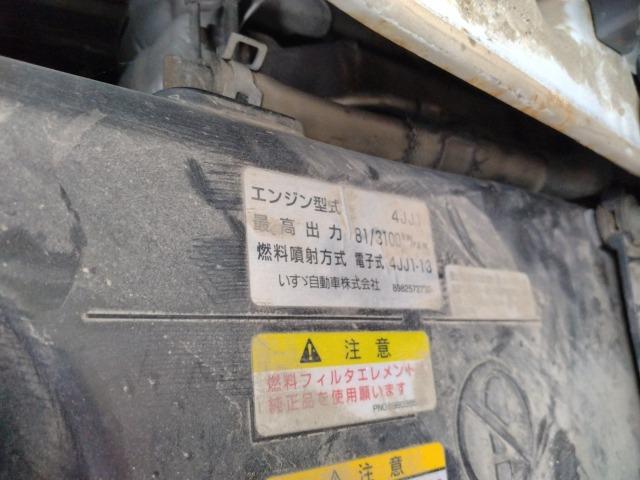 エンジン型式 4JJ1
最高出力 81/3100
燃料噴射方式 電子式 4JJ1-13
いすゞ自動車株式会社
注意
燃料フィルタエレメント
純正品を使用願います
注意